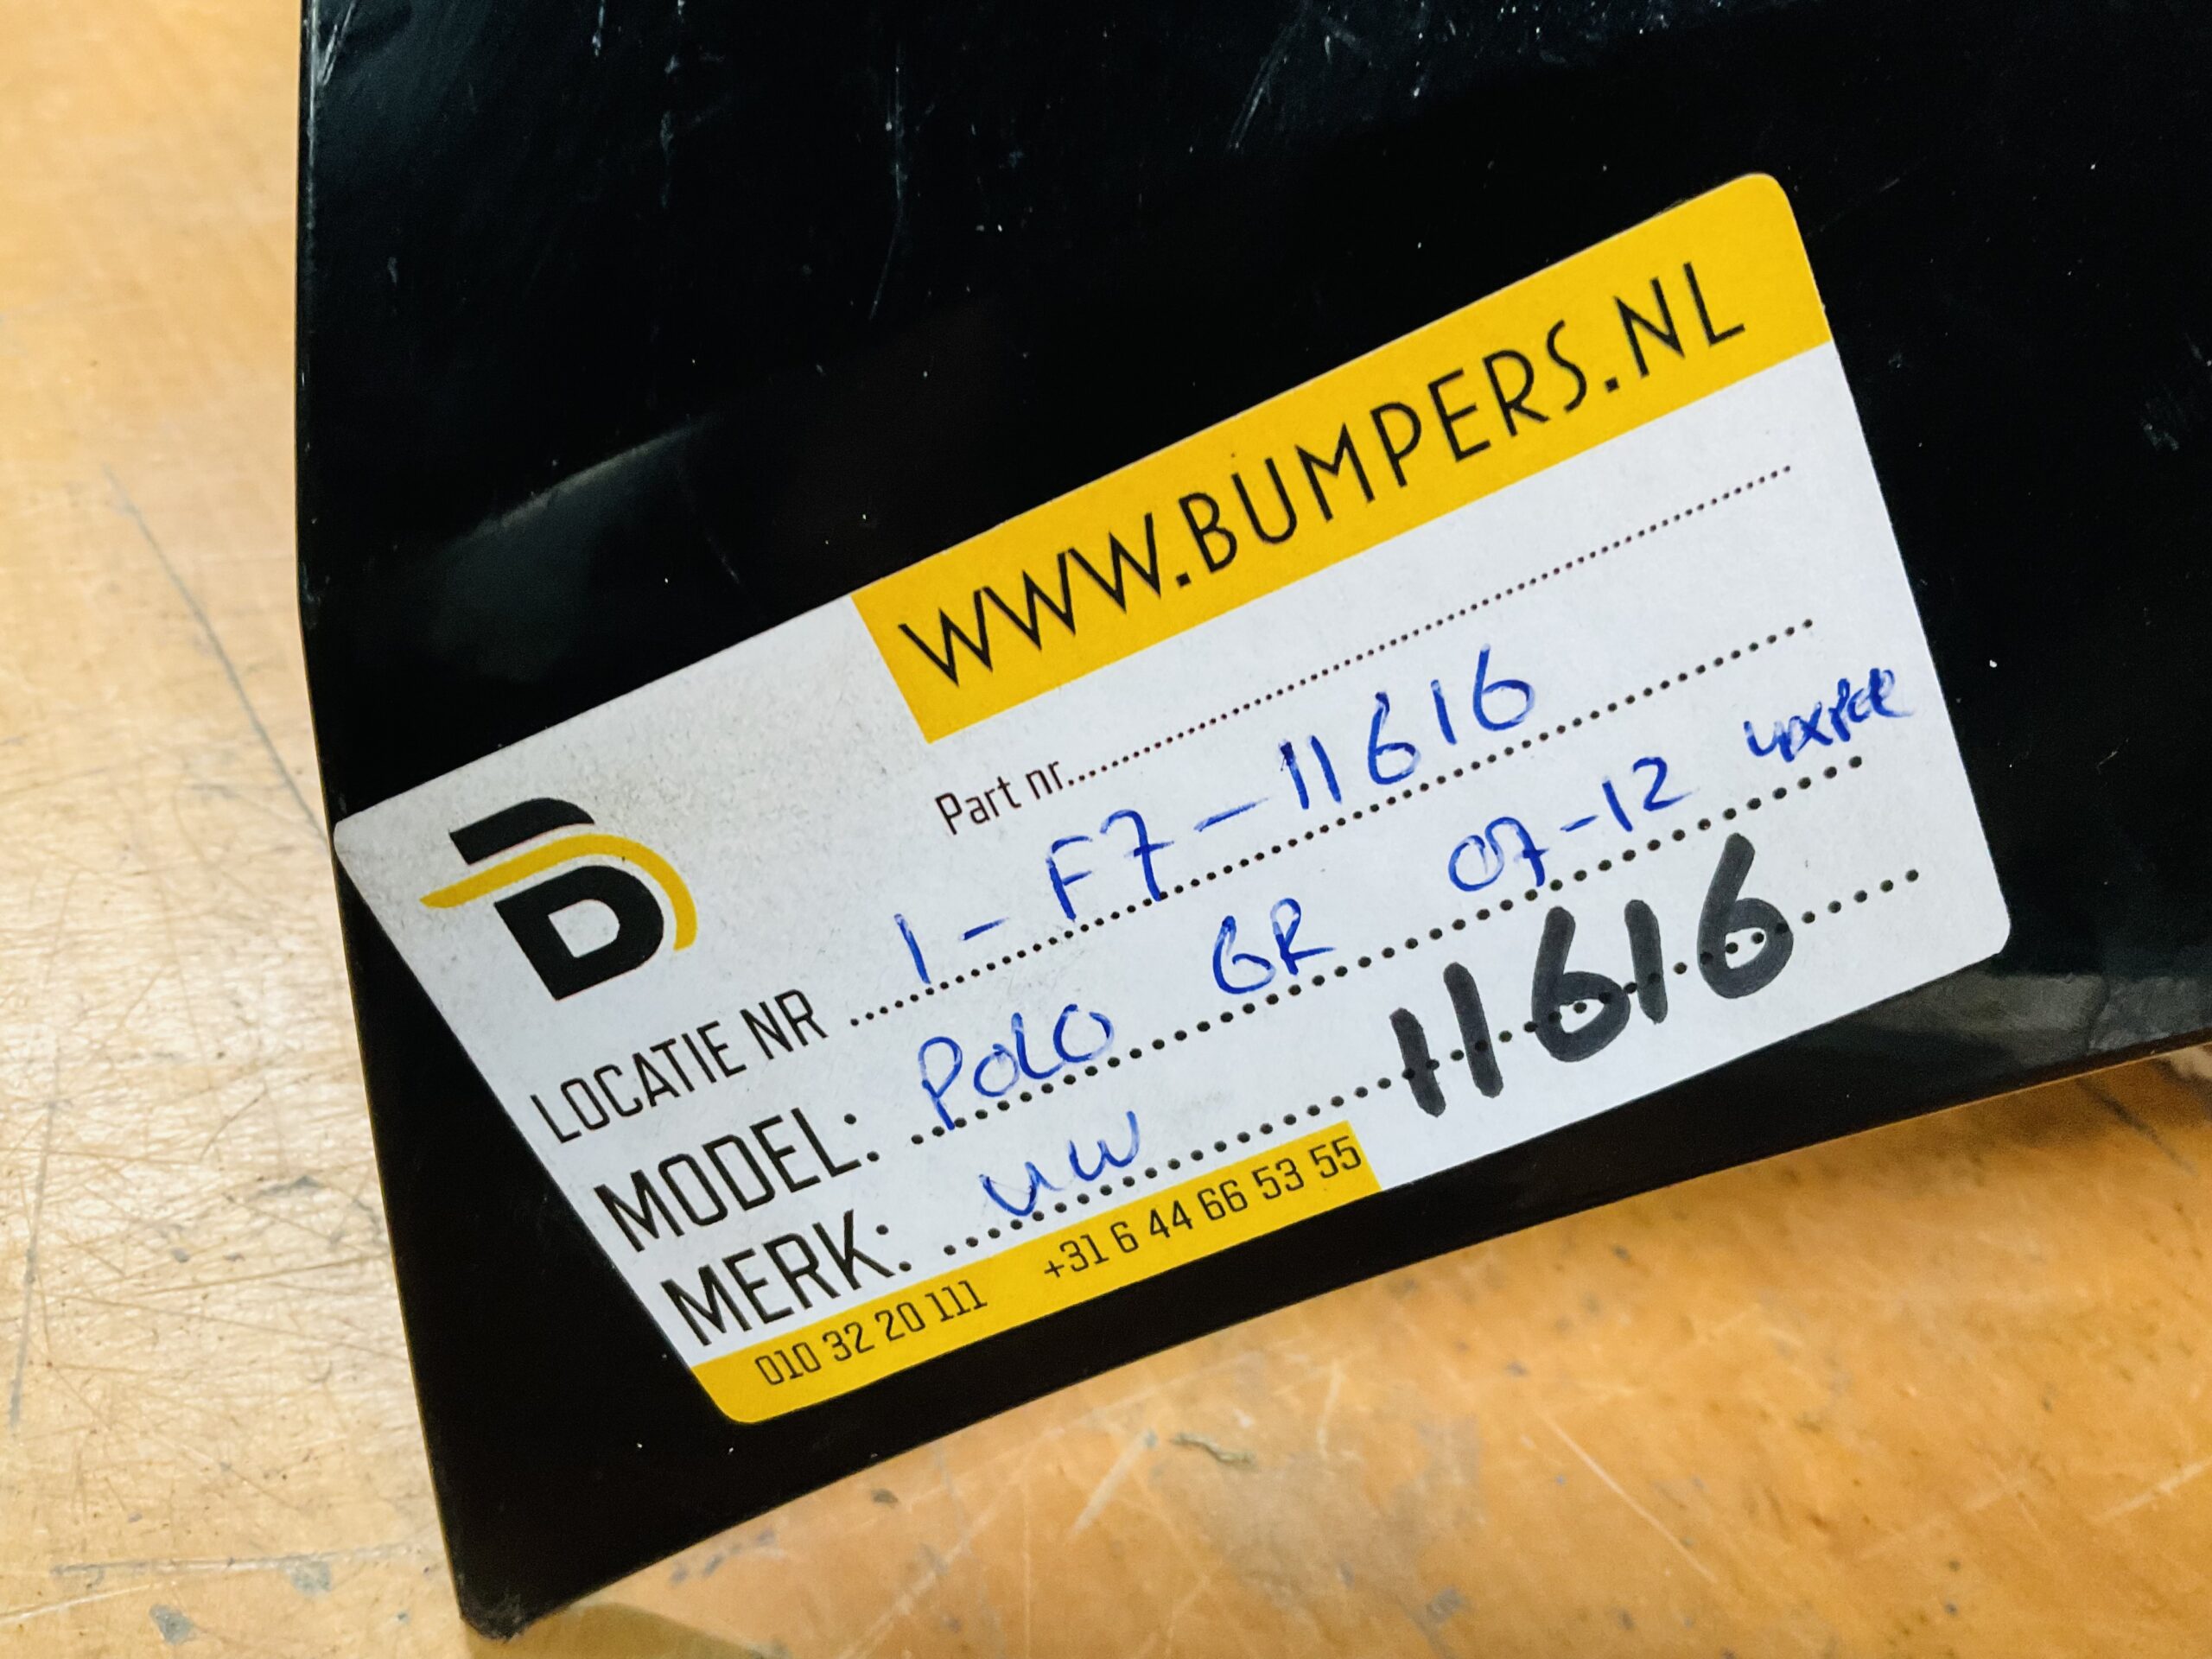 WWW.BUMPERS.NL
Part nr..........
LOCATIE NR .......... 1 - F7 - 11616
MODEL: .......... Polo GR 07-12 4xPDC
MERK: .......... VW 11616
010 32 20 111 +31 6 44 66 53 55